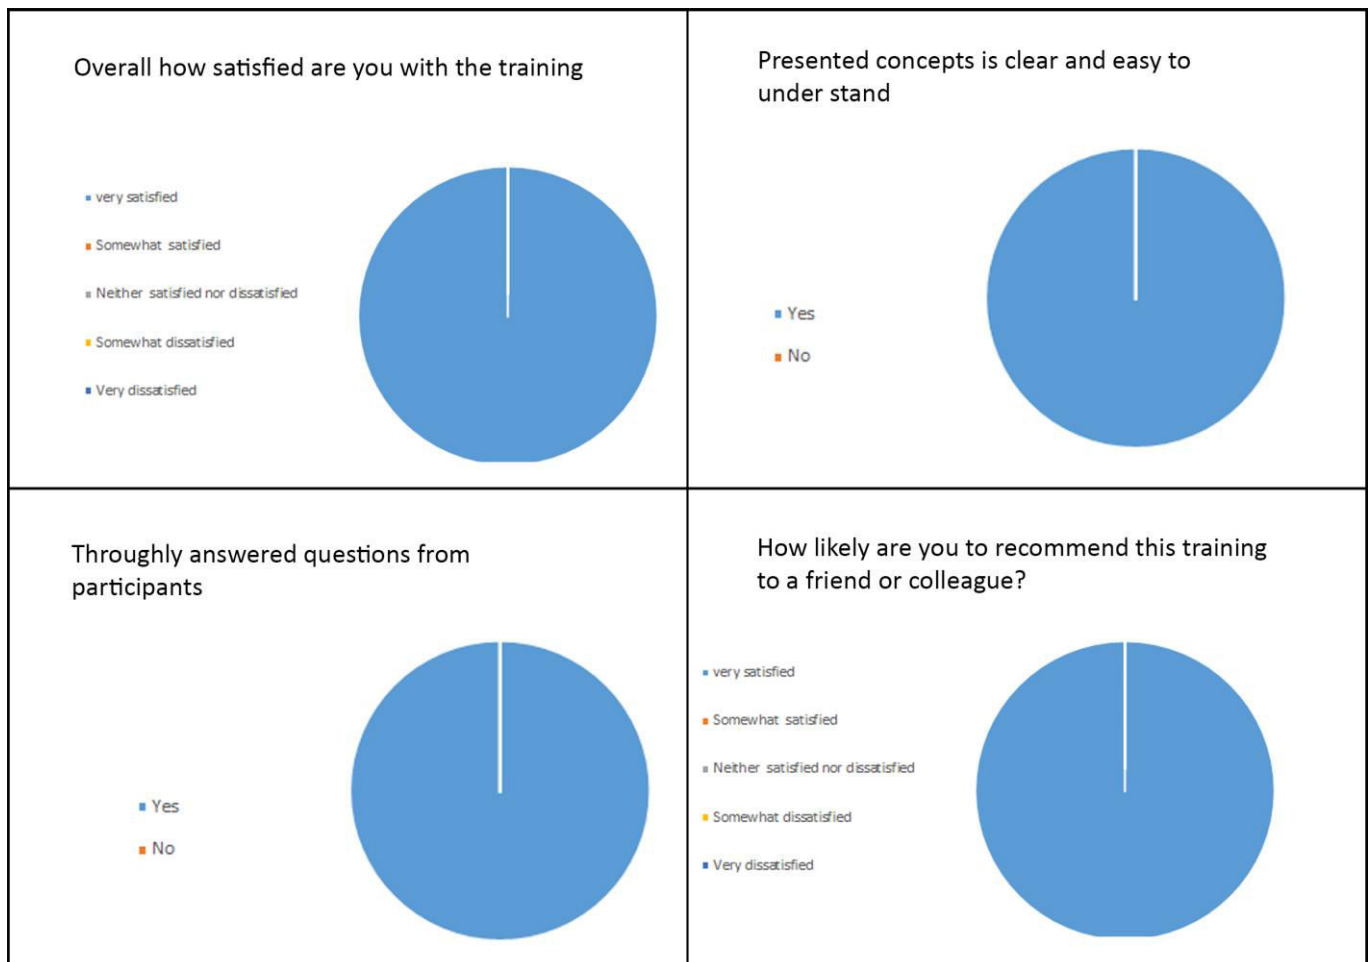 Overall how satisfied are you with the training
very satisfied
Somewhat satisfied
Neither satisfied nor dissatisfied
Somewhat dissatisfied
Very dissatisfied
Presented concepts is clear and easy to
under stand
Yes
No
Throughly answered questions from
participants
Yes
No
How likely are you to recommend this training
to a friend or colleague?
very satisfied
Somewhat satisfied
Neither satisfied nor dissatisfied
Somewhat dissatisfied
Very dissatisfied